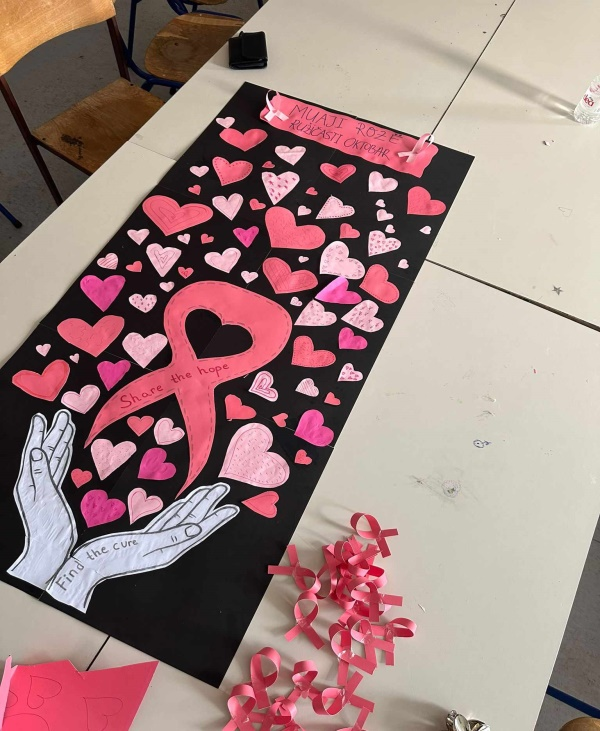 MUAJI ROZË
RUŽIČASTI OKTOBAR
Share the hope
Find the cure